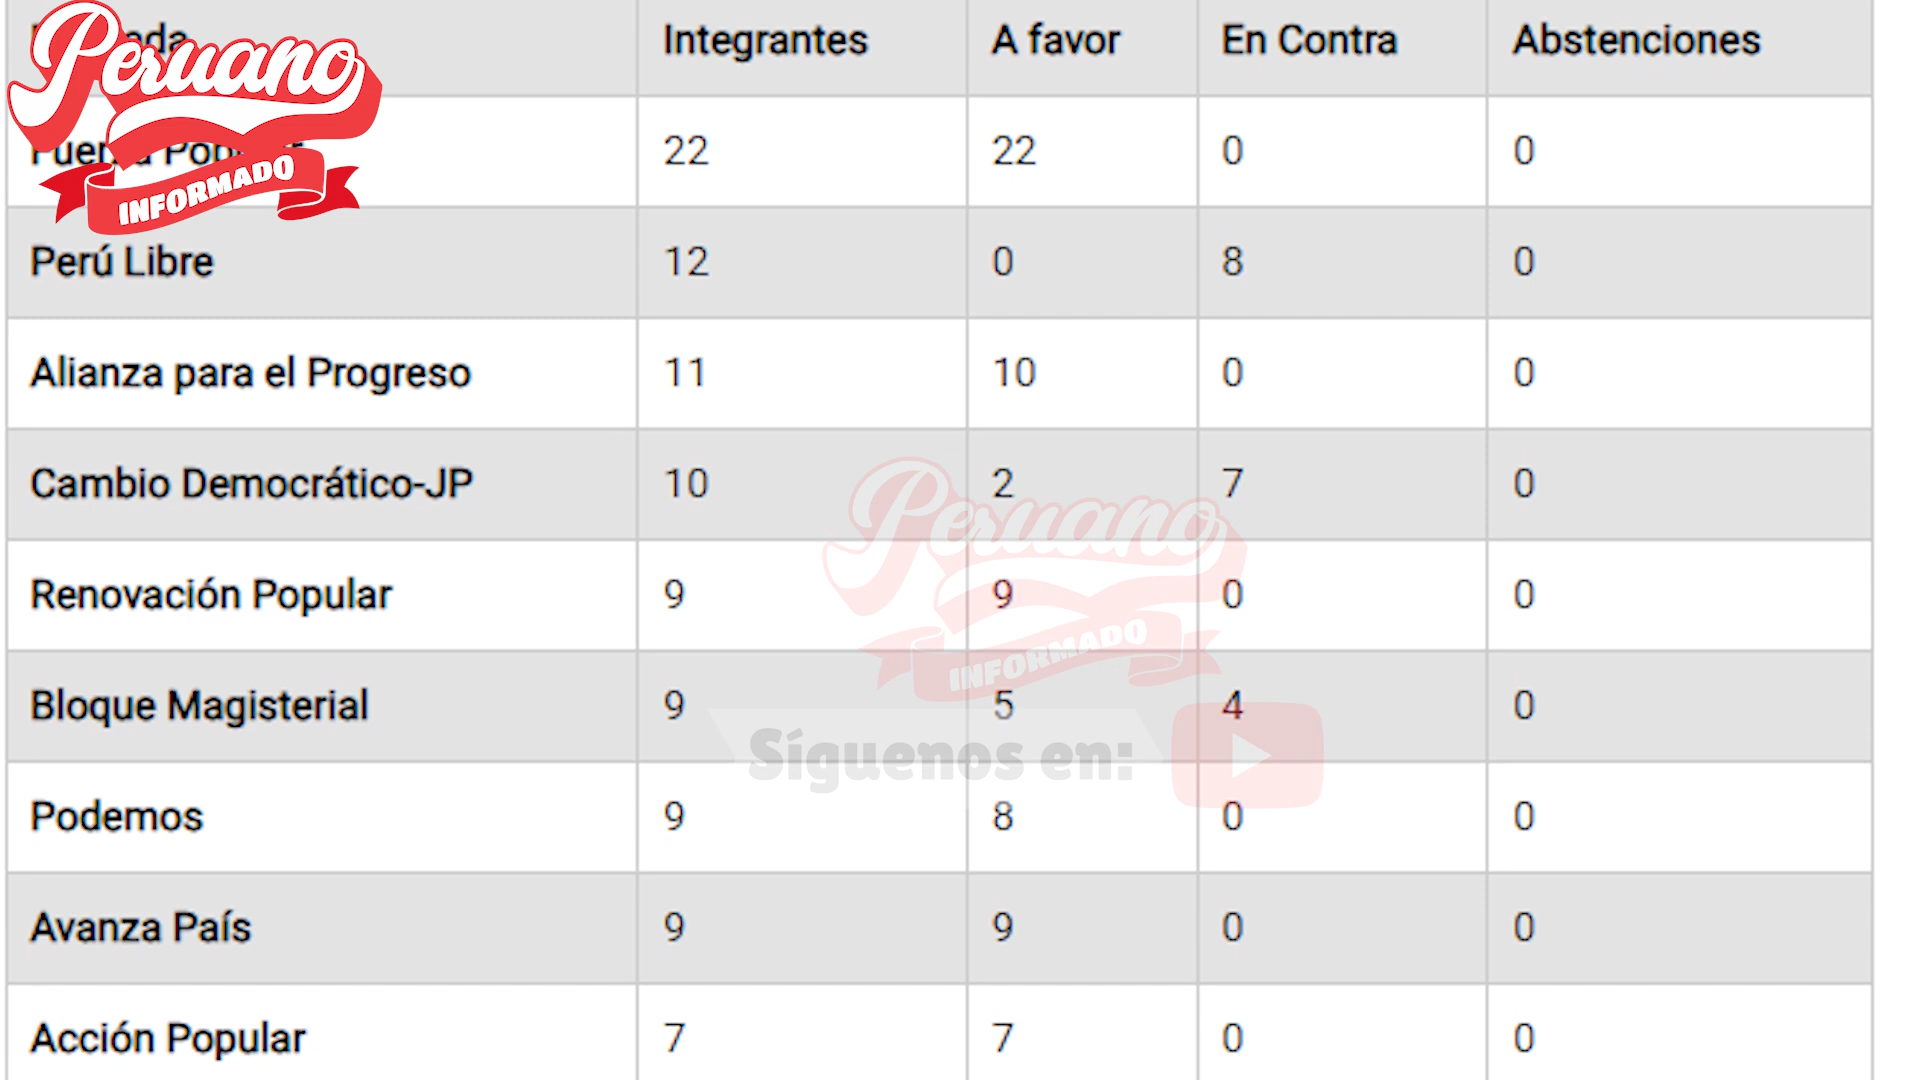 Peruano
INFORMADO
Integrantes A favor En Contra Abstenciones
22 22 0 0
Perú Libre 12 0 8 0
Alianza para el Progreso 11 10 0 0
Cambio Democrático-JP 10 2 7 0
Renovación Popular 9 9 0 0
Bloque Magisterial 9 5 4 0
Podemos 9 8 0 0
Avanza País 9 9 0 0
Acción Popular 7 7 0 0
Peruano
INFORMADO
Síguenos en: